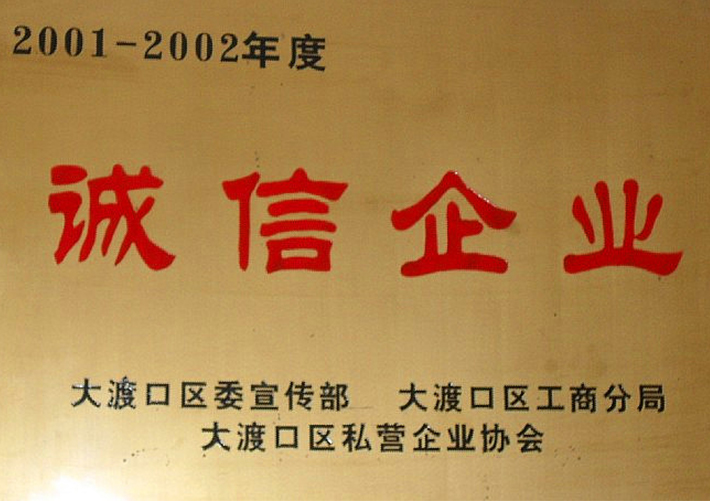 2001-2002年度
诚信企业
大渡口区委宣传部 大渡口区工商分局
大渡口区私营企业协会